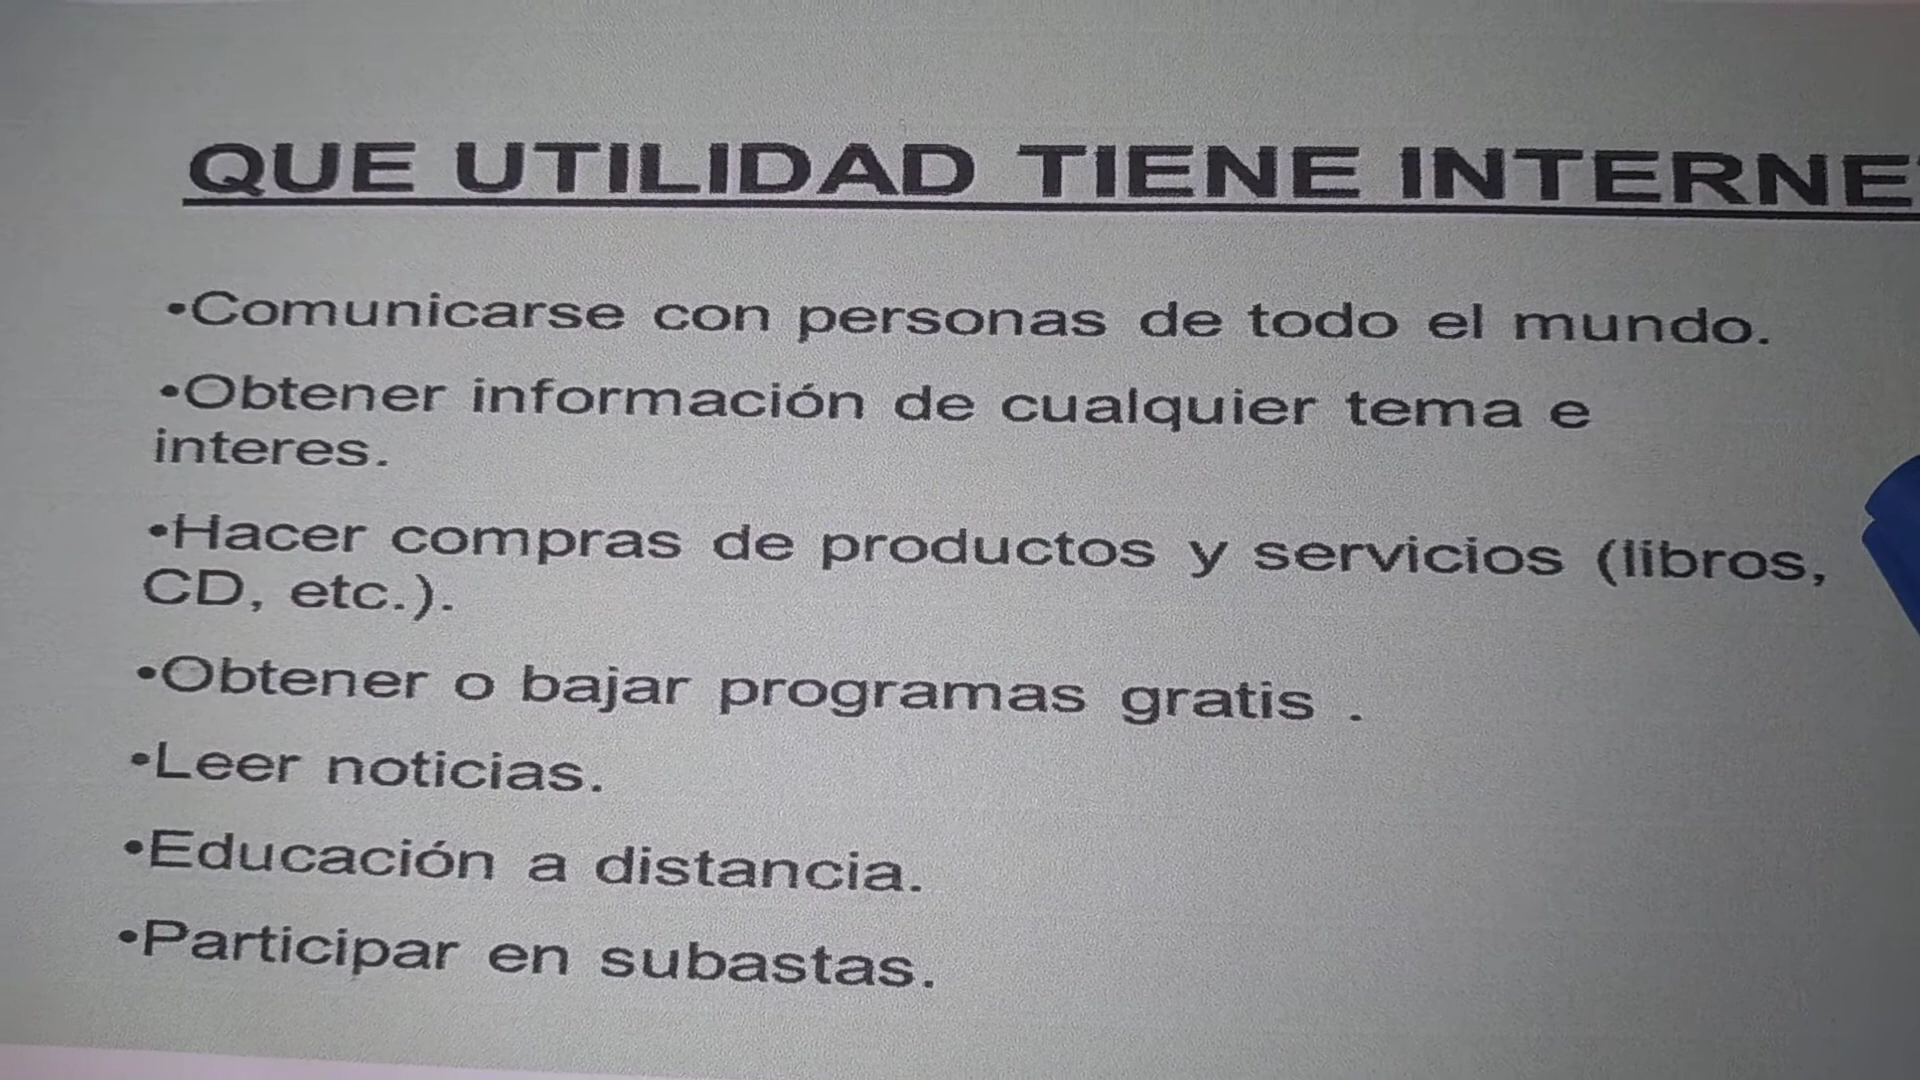 QUE UTILIDAD TIENE INTERNE
•Comunicarse con personas de todo el mundo.
•Obtener información de cualquier tema e
interes.
•Hacer compras de productos y servicios (libros,
CD, etc.).
•Obtener o bajar programas gratis .
•Leer noticias.
•Educación a distancia.
•Participar en subastas.